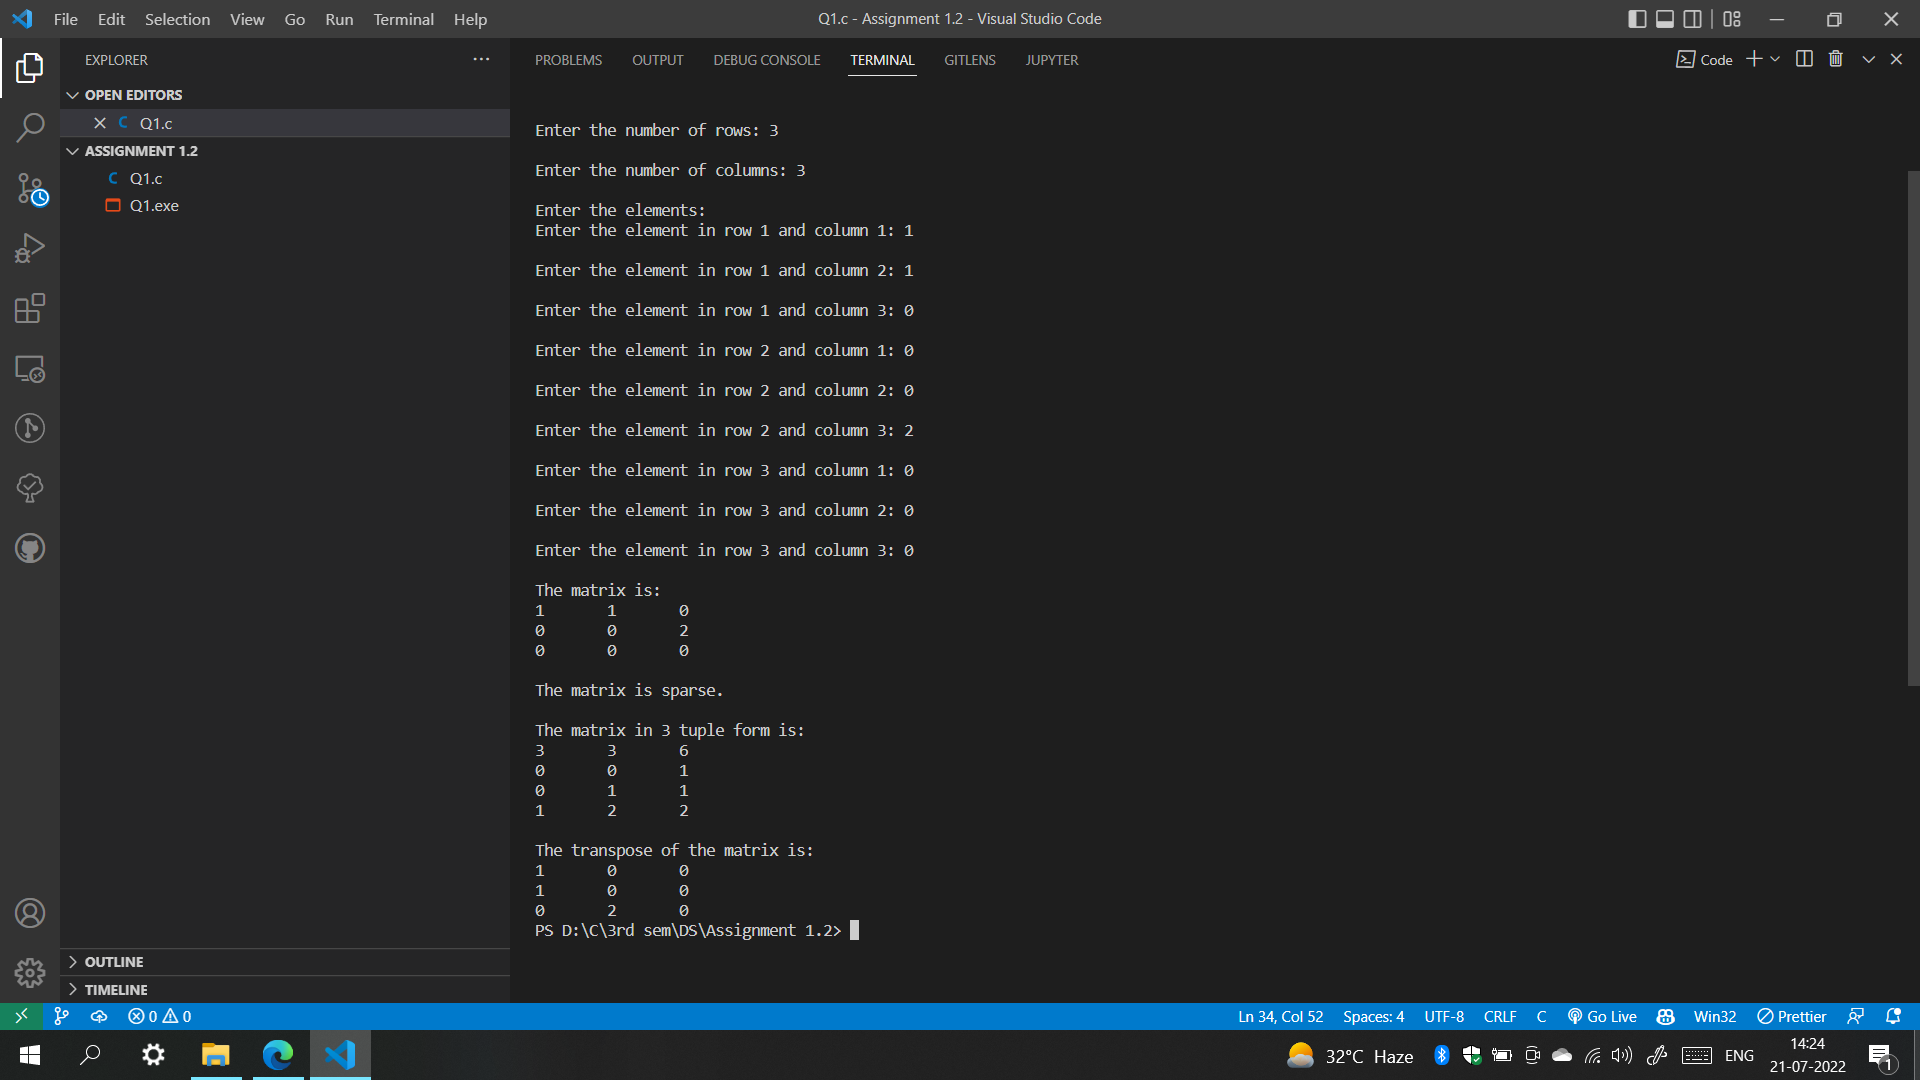 File Edit Selection View Go Run Terminal Help
Q1.c - Assignment 1.2 - Visual Studio Code
EXPLORER
OPEN EDITORS
Q1.c
ASSIGNMENT 1.2
Q1.c
Q1.exe
OUTLINE
TIMELINE
PROBLEMS OUTPUT DEBUG CONSOLE TERMINAL GITLENS JUPYTER
Code
Enter the number of rows: 3
Enter the number of columns: 3
Enter the elements:
Enter the element in row 1 and column 1: 1
Enter the element in row 1 and column 2: 1
Enter the element in row 1 and column 3: 0
Enter the element in row 2 and column 1: 0
Enter the element in row 2 and column 2: 0
Enter the element in row 2 and column 3: 2
Enter the element in row 3 and column 1: 0
Enter the element in row 3 and column 2: 0
Enter the element in row 3 and column 3: 0
The matrix is:
1 1 0
0 0 2
0 0 0
The matrix is sparse.
The matrix in 3 tuple form is:
3 3 6
0 0 1
0 1 1
1 2 2
The transpose of the matrix is:
1 0 0
1 0 0
0 2 0
PS D:\C\3rd sem\DS\Assignment 1.2>
0 0
Ln 34, Col 52 Spaces: 4 UTF-8 CRLF C Go Live Win32 Prettier
32°C Haze
ENG
14:24
21-07-2022
1